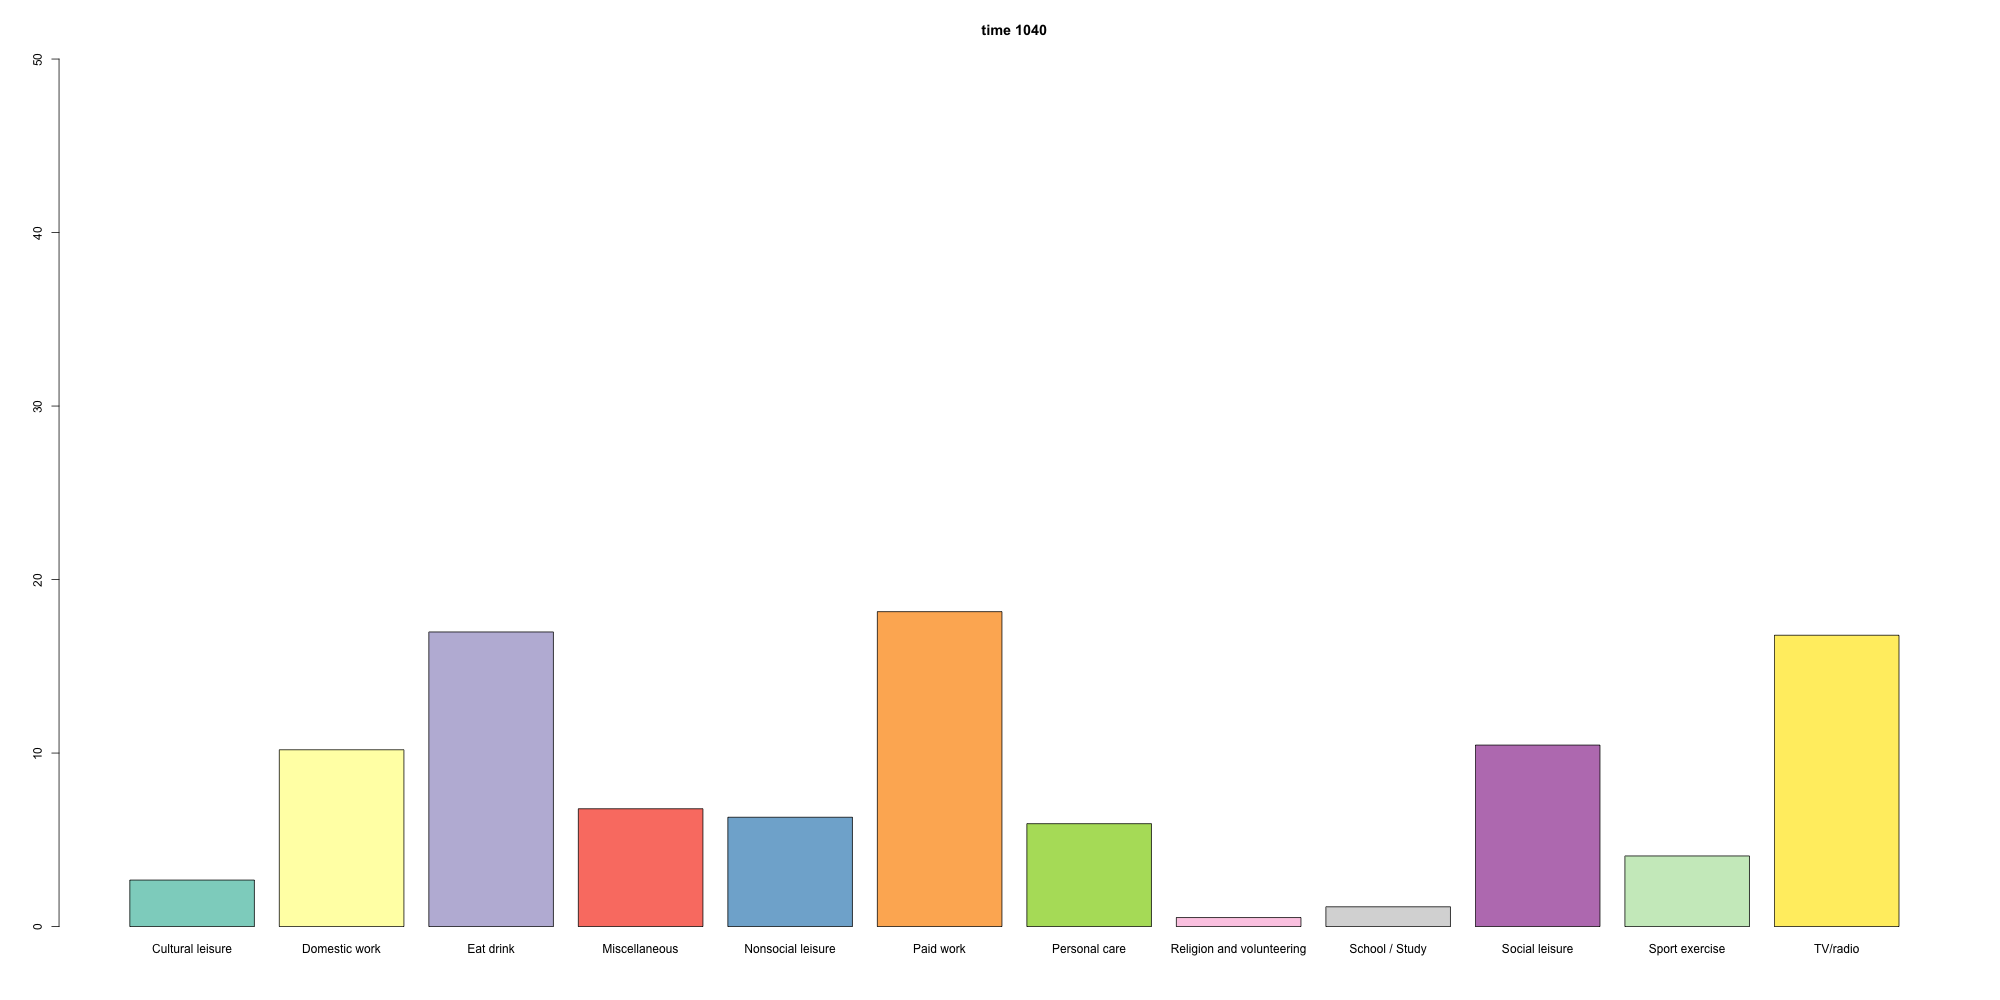 time 1040
50
40
30
20
10
0
Cultural leisure
Domestic work
Eat drink
Miscellaneous
Nonsocial leisure
Paid work
Personal care
Religion and volunteering
School / Study
Social leisure
Sport exercise
TV/radio